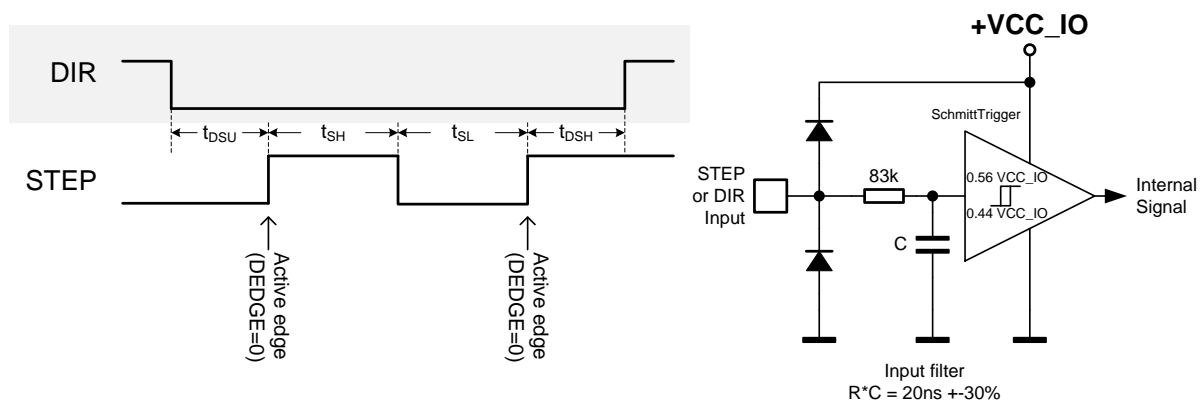 DIR
tDSU
tSH
tSL
tDSH
STEP
Active edge
(DEDGE=0)
Active edge
(DEDGE=0)
+VCC_IO
SchmittTrigger
STEP
or DIR
Input
83k
0.56 VCC_IO
0.44 VCC_IO
C
Internal
Signal
Input filter
R*C = 20ns +-30%